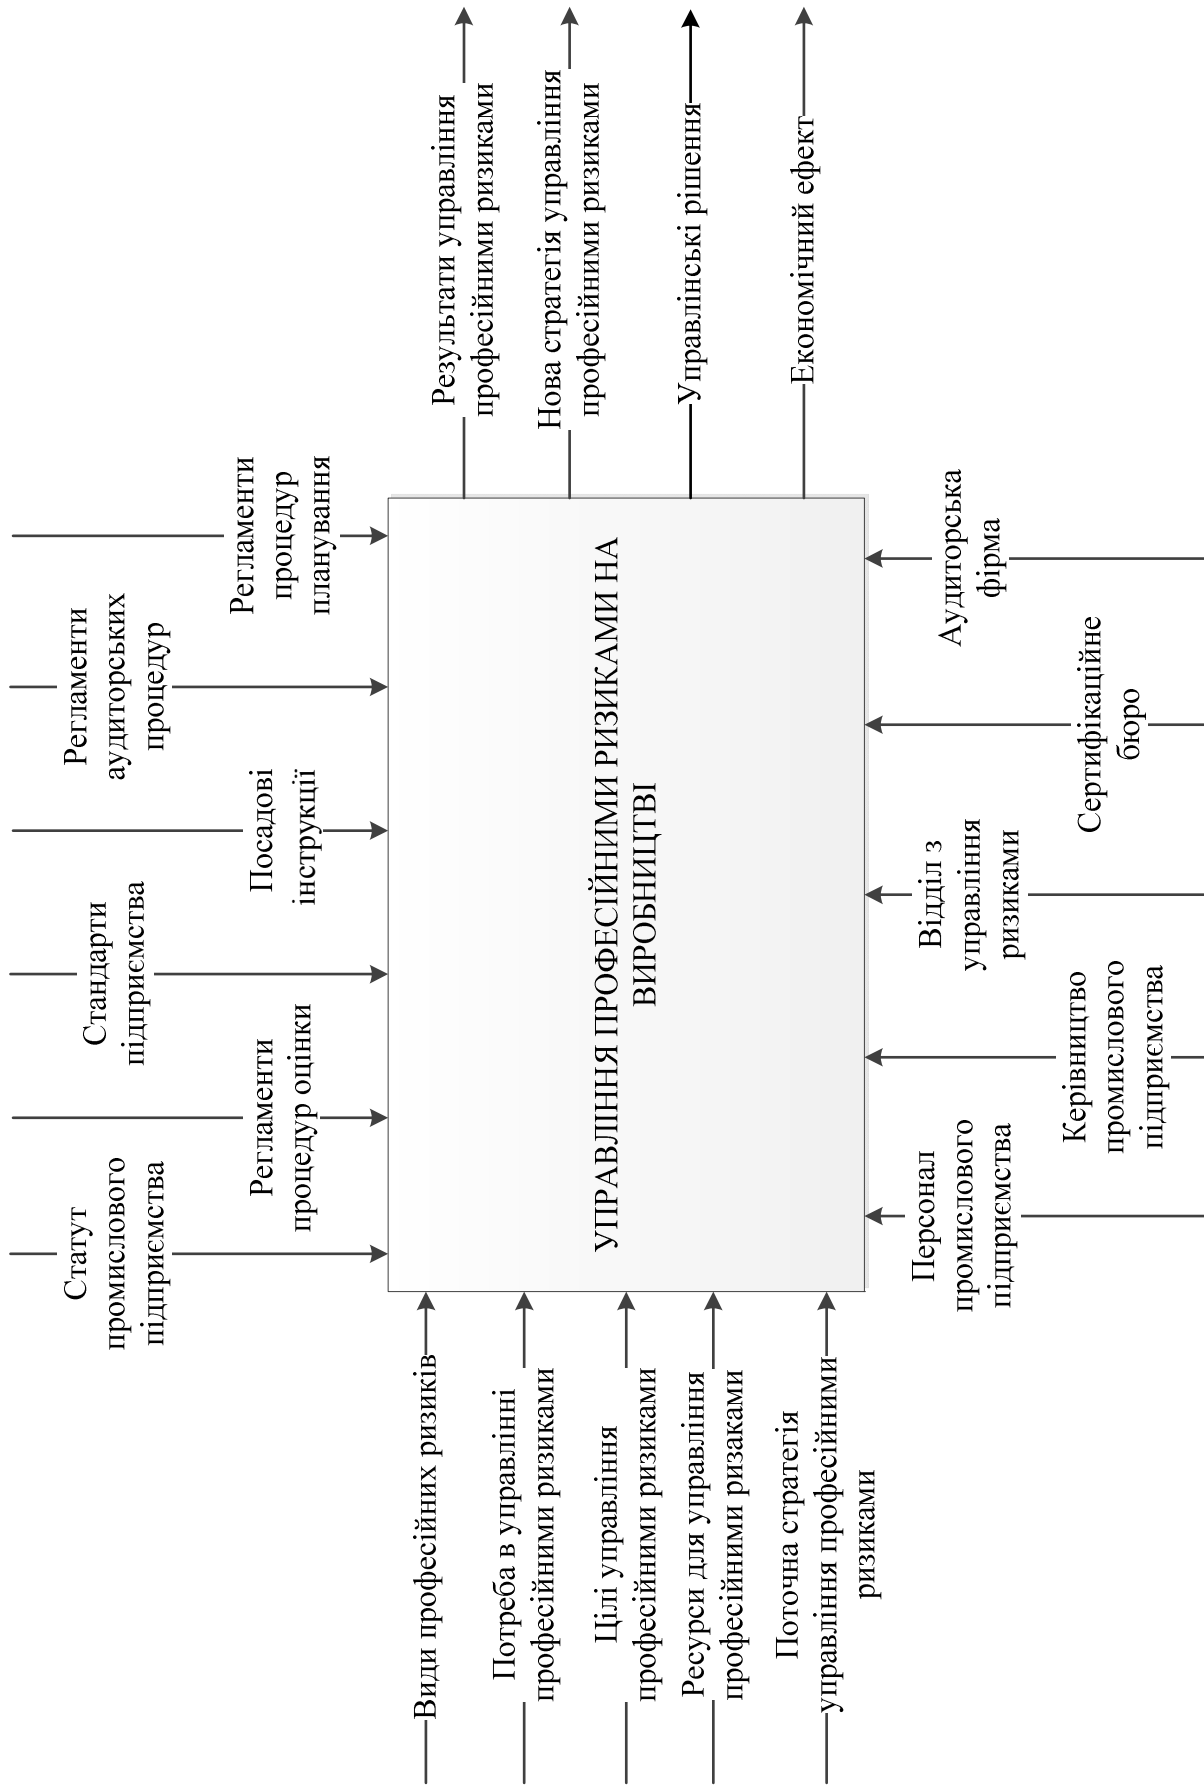 Статут
промислового
підприємства
Регламенти
процедур оцінки
Стандарти
підприємства
Посадові
інструкції
Регламенти
аудиторських
процедур
Регламенти
процедур
планування
Види професійних ризиків
Потреба в управлінні
професійними ризиками
Цілі управління
професійними ризиками
Ресурси для управління
професійними ризаками
Поточна стратегія
управління професійними
ризиками
УПРАВЛІННЯ ПРОФЕСІЙНИМИ РИЗИКАМИ НА
ВИРОБНИЦТВІ
Результати управління
професійними ризиками
Нова стратегія управління
професійними ризиками
Управлінські рішення
Економічний ефект
Персонал
промислового
підприємства
Керівництво
промислового
підприємства
Відділ з
управління
ризиками
Сертифікаційне
бюро
Аудиторська
фірма